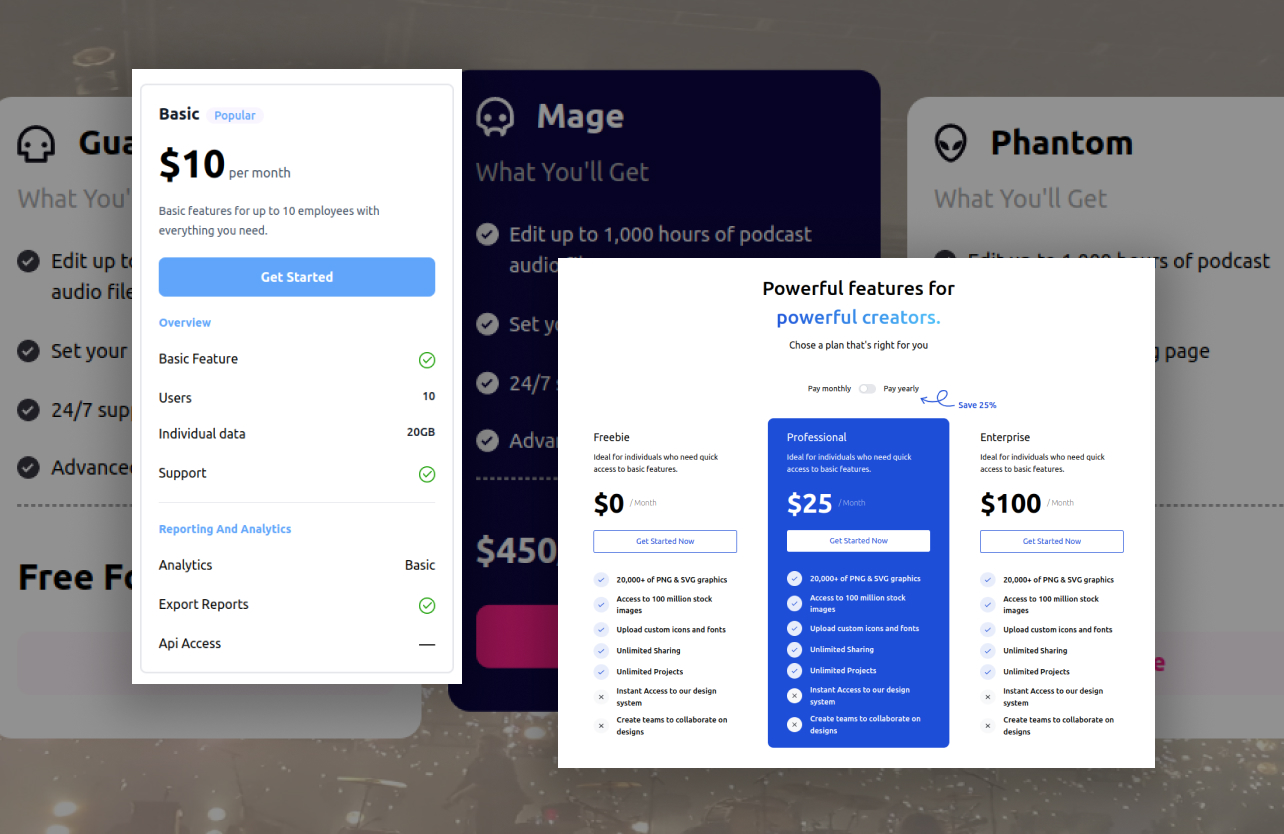 Gua
What You'
Edit up to
audio file
Set your
24/7 sup
Advanced
Free Fo
Basic Popular
$10 per month
Basic features for up to 10 employees with
everything you need.
Get Started
Overview
Basic Feature
Users 10
Individual data 20GB
Support
Reporting And Analytics
Analytics Basic
Export Reports
Api Access —
Mage
What You'll Get
Edit up to 1,000 hours of podcast
audio
Set yo
24/7
Advan
$450
Phantom
What You'll Get
Edit up to 1,000 hours of podcast
page
Powerful features for
powerful creators.
Chose a plan that's right for you
Pay monthly Pay yearly
Save 25%
Freebie
Ideal for individuals who need quick
access to basic features.
$0 / Month
Get Started Now
20,000+ of PNG & SVG graphics
Access to 100 million stock
images
Upload custom icons and fonts
Unlimited Sharing
Unlimited Projects
Instant Access to our design
system
Create teams to collaborate on
designs
Professional
Ideal for individuals who need quick
access to basic features.
$25 / Month
Get Started Now
20,000+ of PNG & SVG graphics
Access to 100 million stock
images
Upload custom icons and fonts
Unlimited Sharing
Unlimited Projects
Instant Access to our design
system
Create teams to collaborate on
designs
Enterprise
Ideal for individuals who need quick
access to basic features.
$100 / Month
Get Started Now
20,000+ of PNG & SVG graphics
Access to 100 million stock
images
Upload custom icons and fonts
Unlimited Sharing
Unlimited Projects
Instant Access to our design
system
Create teams to collaborate on
designs